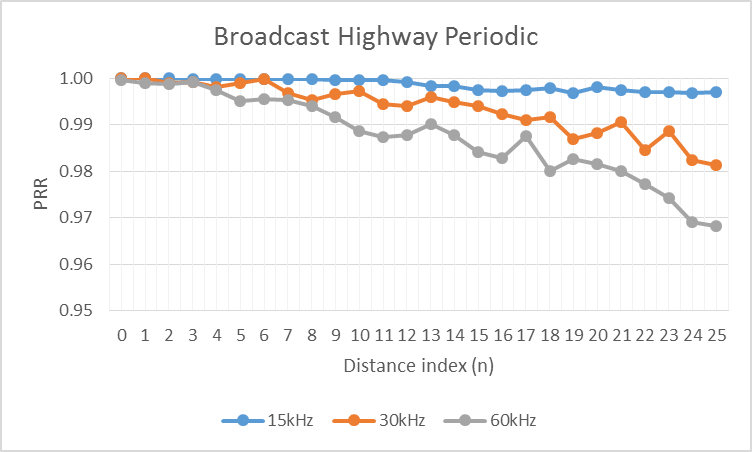 Broadcast Highway Periodic
1.00
0.99
0.98
0.97
0.96
0.95
PRR
0 1 2 3 4 5 6 7 8 9 10 11 12 13 14 15 16 17 18 19 20 21 22 23 24 25
Distance index (n)
15kHz 30kHz 60kHz